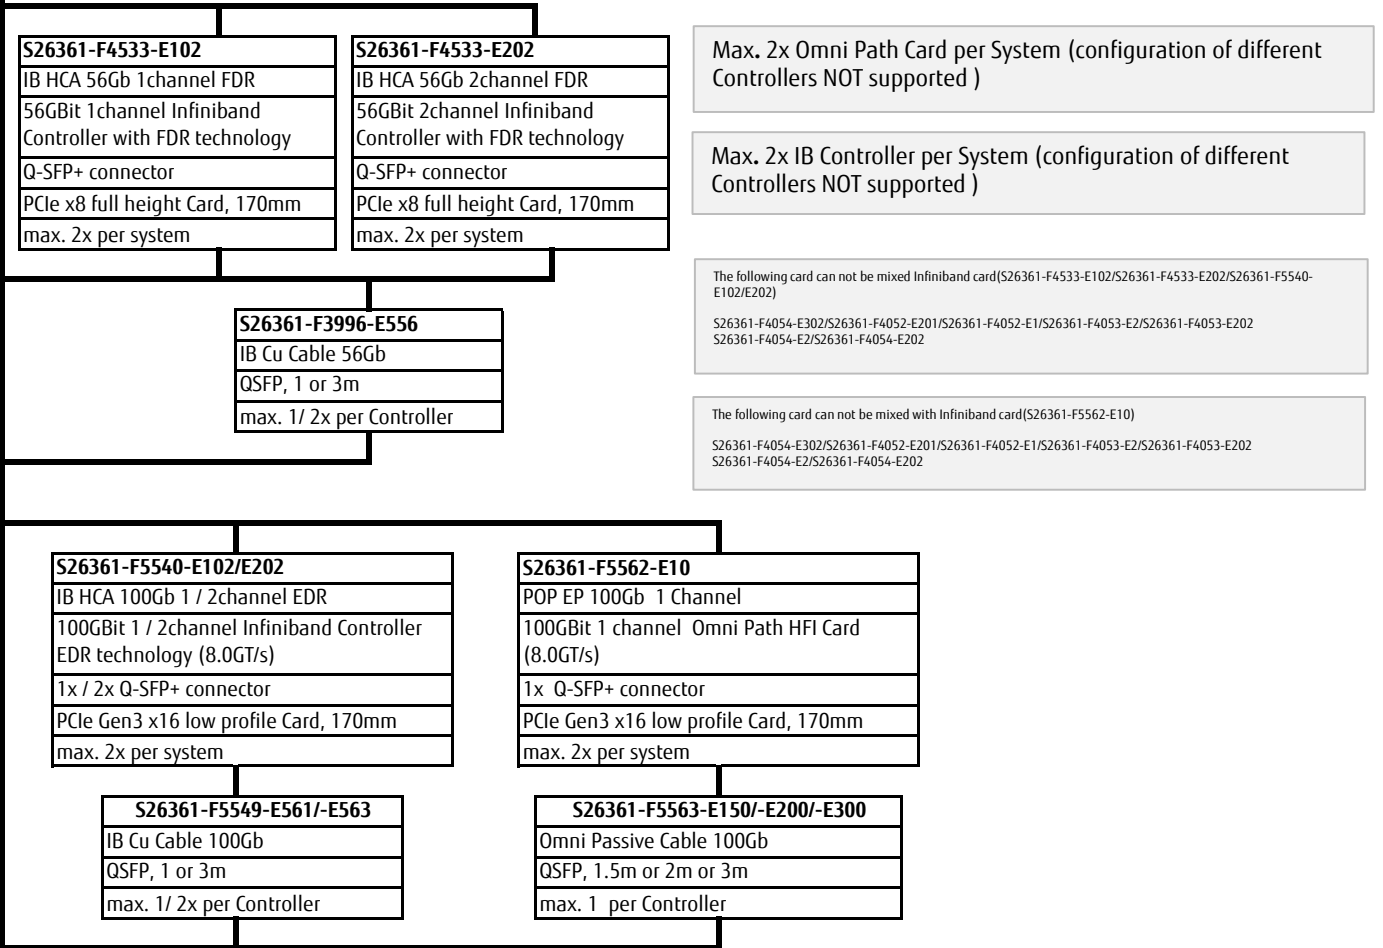 S26361-F4533-E102
IB HCA 56Gb 1channel FDR
56GBit 1channel Infiniband
Controller with FDR technology
Q-SFP+ connector
PCIe x8 full height Card, 170mm
max. 2x per system
S26361-F4533-E202
IB HCA 56Gb 2channel FDR
56GBit 2channel Infiniband
Controller with FDR technology
Q-SFP+ connector
PCIe x8 full height Card, 170mm
max. 2x per system
Max. 2x Omni Path Card per System (configuration of different
Controllers NOT supported )
Max. 2x IB Controller per System (configuration of different
Controllers NOT supported )
The following card can not be mixed Infiniband card(S26361-F4533-E102/S26361-F4533-E202/S26361-F5540-
E102/E202)
S26361-F4054-E302/S26361-F4052-E201/S26361-F4052-E1/S26361-F4053-E2/S26361-F4053-E202
S26361-F4054-E2/S26361-F4054-E202
S26361-F3996-E556
IB Cu Cable 56Gb
QSFP, 1 or 3m
max. 1/ 2x per Controller
The following card can not be mixed with Infiniband card(S26361-F5562-E10)
S26361-F4054-E302/S26361-F4052-E201/S26361-F4052-E1/S26361-F4053-E2/S26361-F4053-E202
S26361-F4054-E2/S26361-F4054-E202
S26361-F5540-E102/E202
IB HCA 100Gb 1 / 2channel EDR
100GBit 1 / 2channel Infiniband Controller
EDR technology (8.0GT/s)
1x / 2x Q-SFP+ connector
PCIe Gen3 x16 low profile Card, 170mm
max. 2x per system
S26361-F5562-E10
POP EP 100Gb  1 Channel
100GBit 1 channel  Omni Path HFI Card
(8.0GT/s)
1x  Q-SFP+ connector
PCIe Gen3 x16 low profile Card, 170mm
max. 2x per system
S26361-F5549-E561/-E563
IB Cu Cable 100Gb
QSFP, 1 or 3m
max. 1/ 2x per Controller
S26361-F5563-E150/-E200/-E300
Omni Passive Cable 100Gb
QSFP, 1.5m or 2m or 3m
max. 1  per Controller